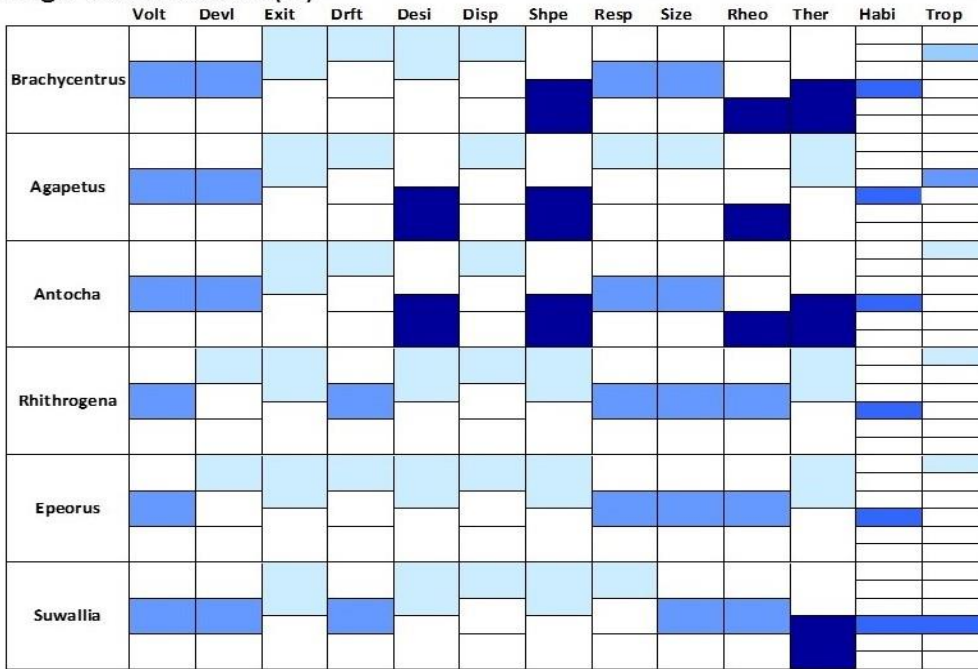 Volt Devl Exit Drft Desi Disp Shpe Resp Size Rheo Ther Habi Trop
Brachycentrus
Agapetus
Antocha
Rhithrogena
Epeorus
Suwallia